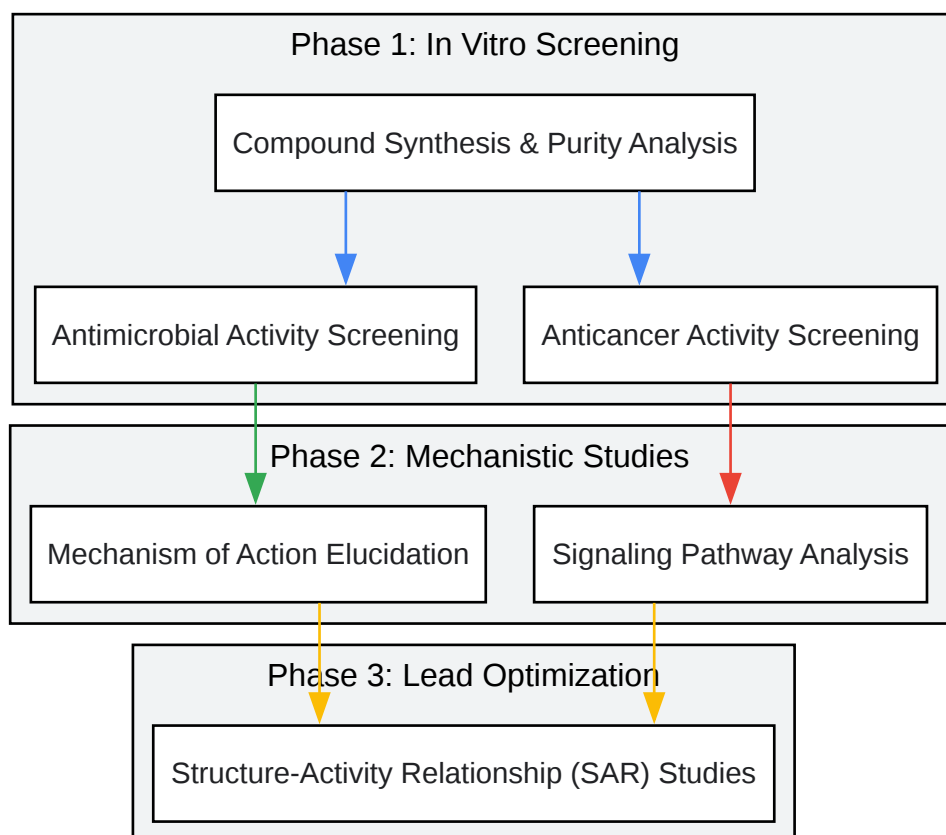 Phase 1: In Vitro Screening
Compound Synthesis & Purity Analysis
Antimicrobial Activity Screening
Anticancer Activity Screening
Phase 2: Mechanistic Studies
Mechanism of Action Elucidation
Signaling Pathway Analysis
Phase 3: Lead Optimization
Structure-Activity Relationship (SAR) Studies